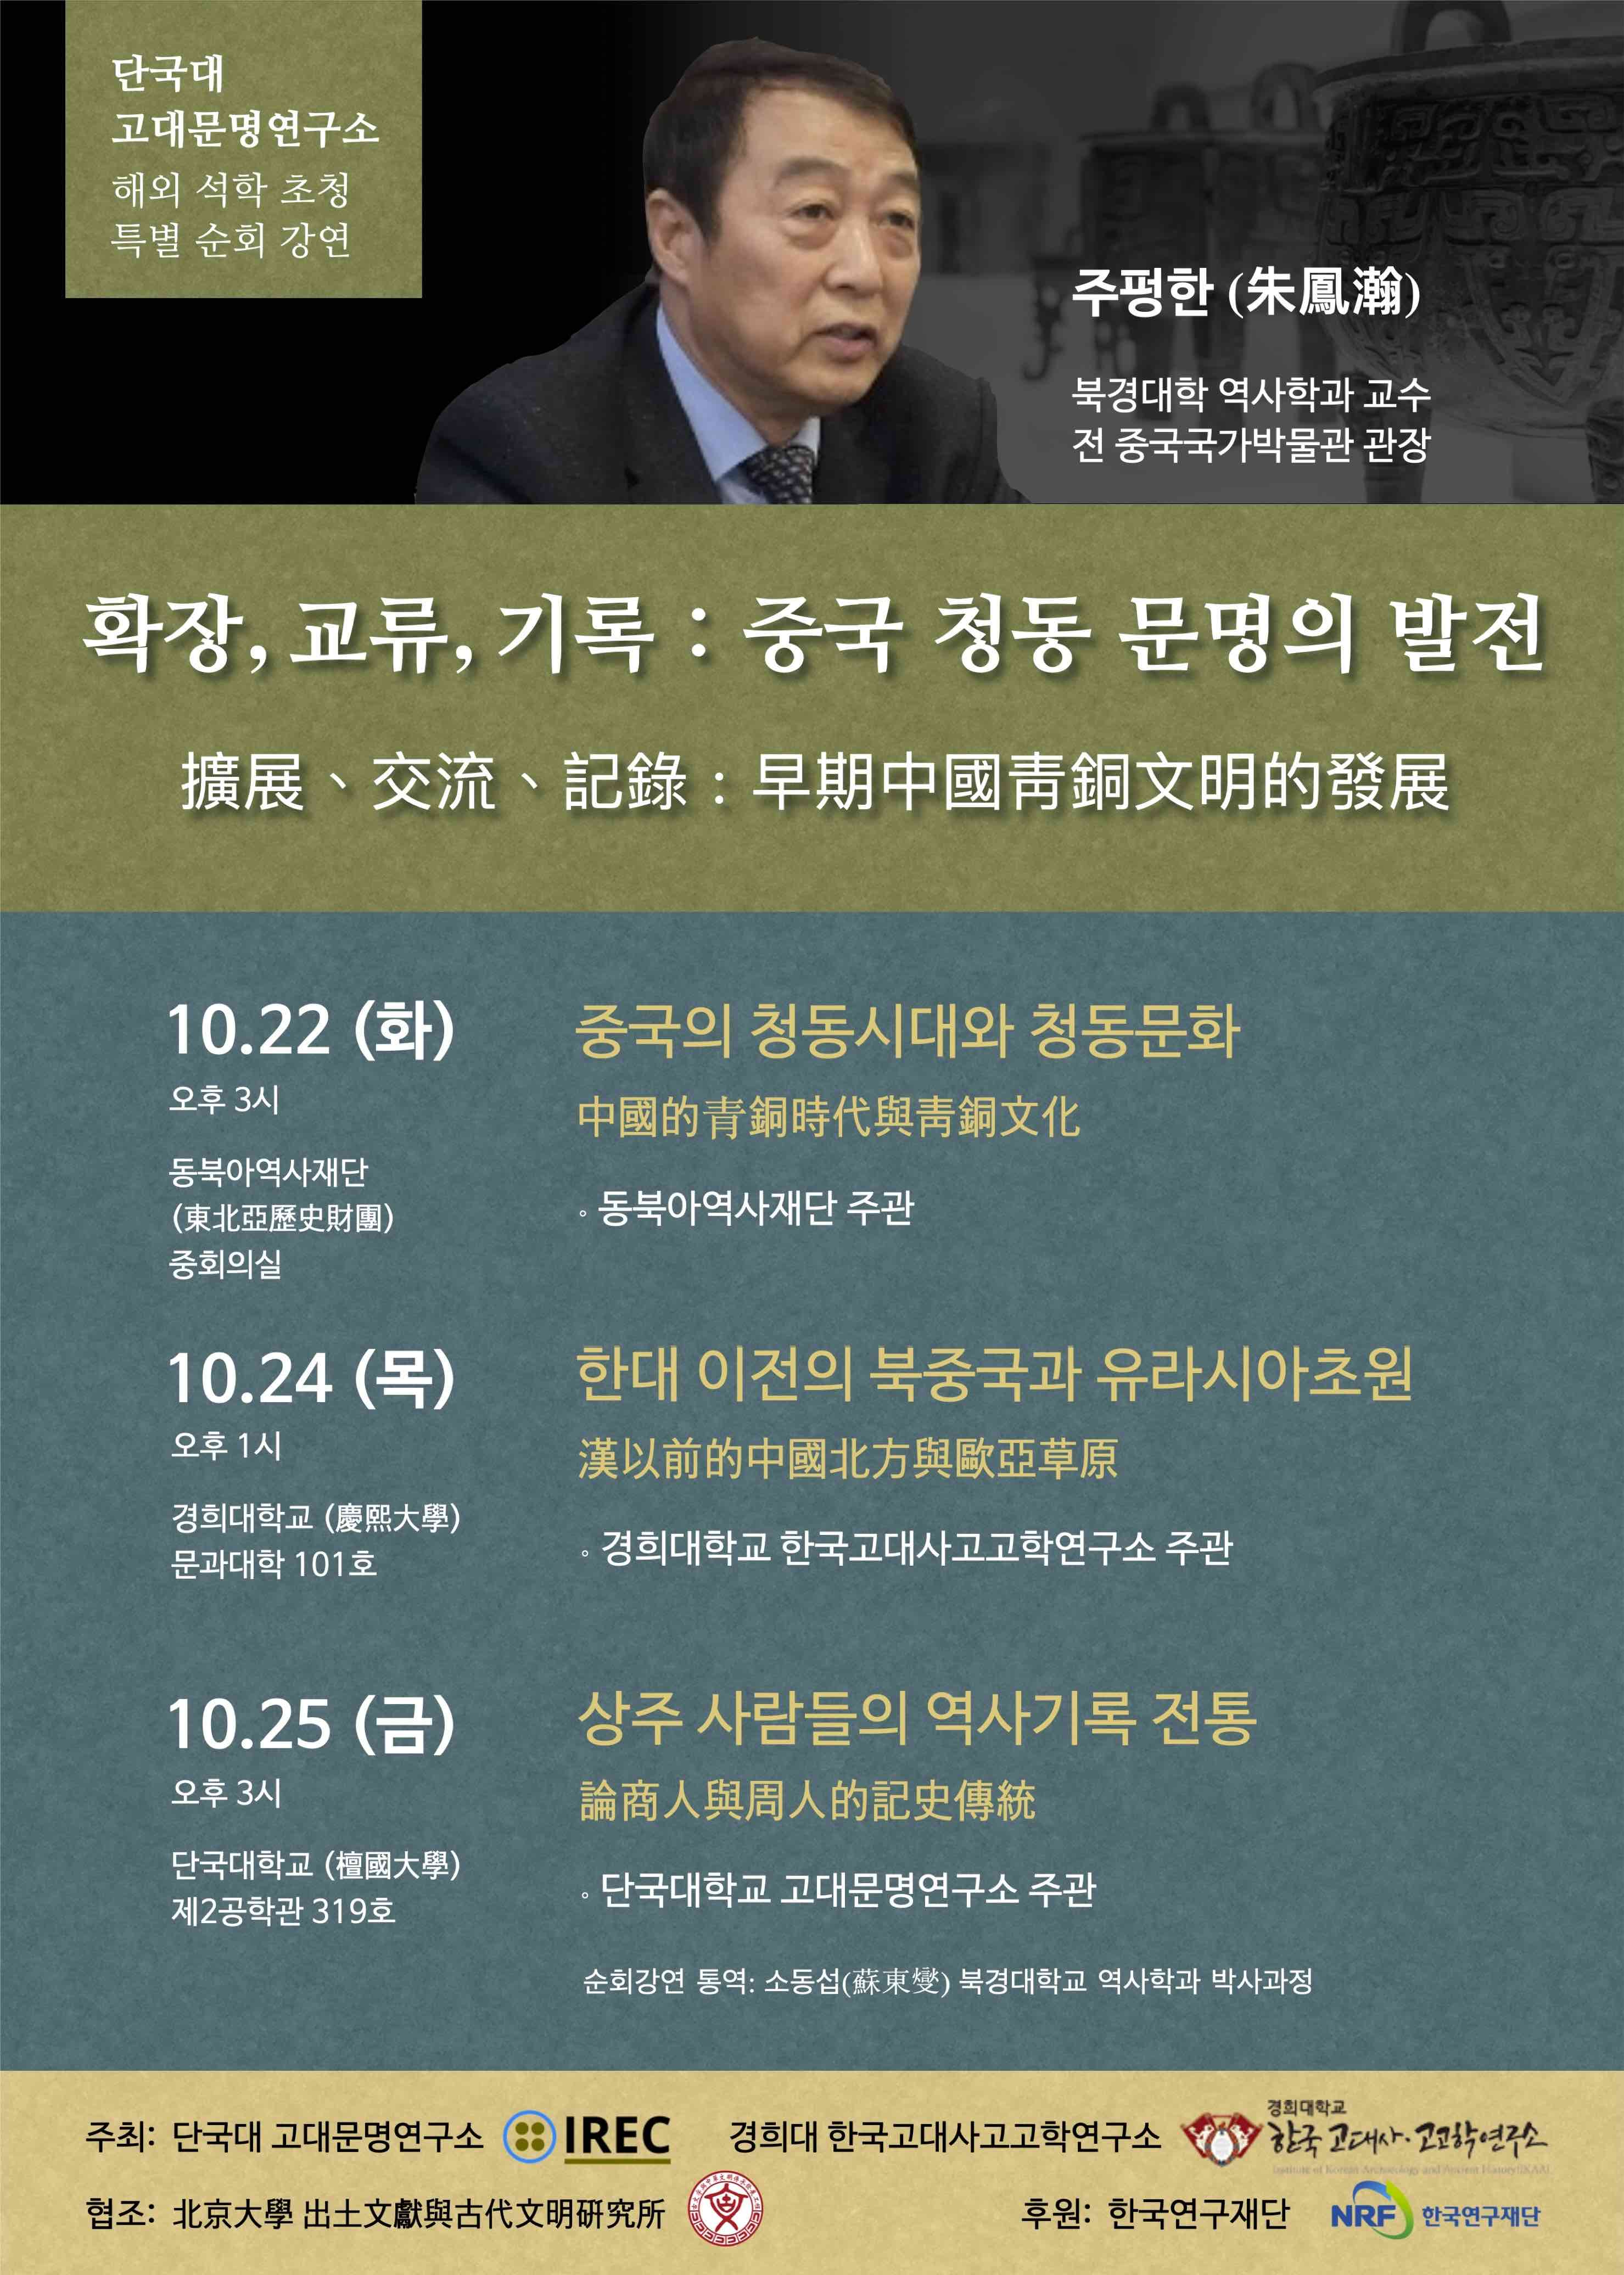 단국대
고대문명연구소
해외 석학 초청
특별 순회 강연
주펑한 (朱鳳瀚)
북경대학 역사학과 교수
전 중국국가박물관 관장
확장, 교류, 기록 : 중국 청동 문명의 발전
擴展、交流、記錄 : 早期中國靑銅文明的發展
10.22 (화)
오후 3시
동북아역사재단
(東北亞歷史財團)
중회의실
중국의 청동시대와 청동문화
中國的青銅時代與靑銅文化
◦ 동북아역사재단 주관
10.24 (목)
오후 1시
경희대학교 (慶熙大學)
문과대학 101호
한대 이전의 북중국과 유라시아초원
漢以前的中國北方與歐亞草原
◦ 경희대학교 한국고대사고고학연구소 주관
10.25 (금)
오후 3시
단국대학교 (檀國大學)
제2공학관 319호
상주 사람들의 역사기록 전통
論商人與周人的記史傳統
◦ 단국대학교 고대문명연구소 주관
순회강연 통역: 소동섭(蘇東燮) 북경대학교 역사학과 박사과정
주최: 단국대 고대문명연구소 IREC 경희대 한국고대사고고학연구소
경희대학교
한국 고대사·고고학연구소
Institute of Korean Archaeology and Ancient History(IKAA)
협조: 北京大學 出土文獻與古代文明硏究所
후원: 한국연구재단 NRF 한국연구재단